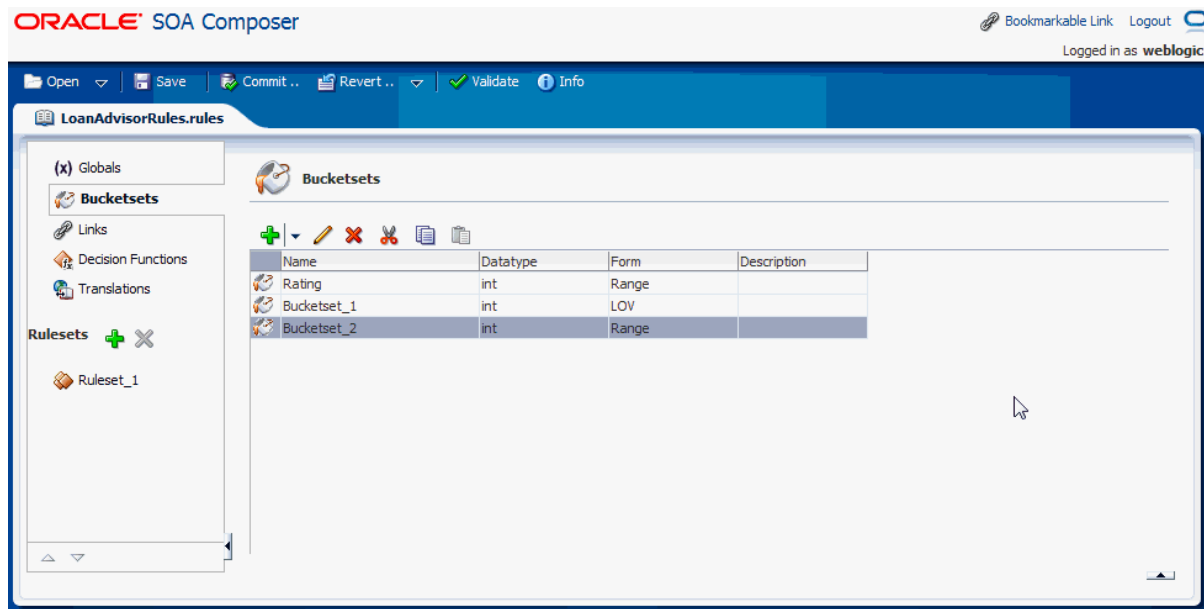 ORACLE SOA Composer
Bookmarkable Link Logout
Logged in as weblogic
Open Save Commit .. Revert .. Validate Info
LoanAdvisorRules.rules
(x) Globals
Bucketsets
Links
Decision Functions
Translations
Rulesets
Ruleset_1
Bucketsets
Name Datatype Form Description
Rating int Range
Bucketset_1 int LOV
Bucketset_2 int Range